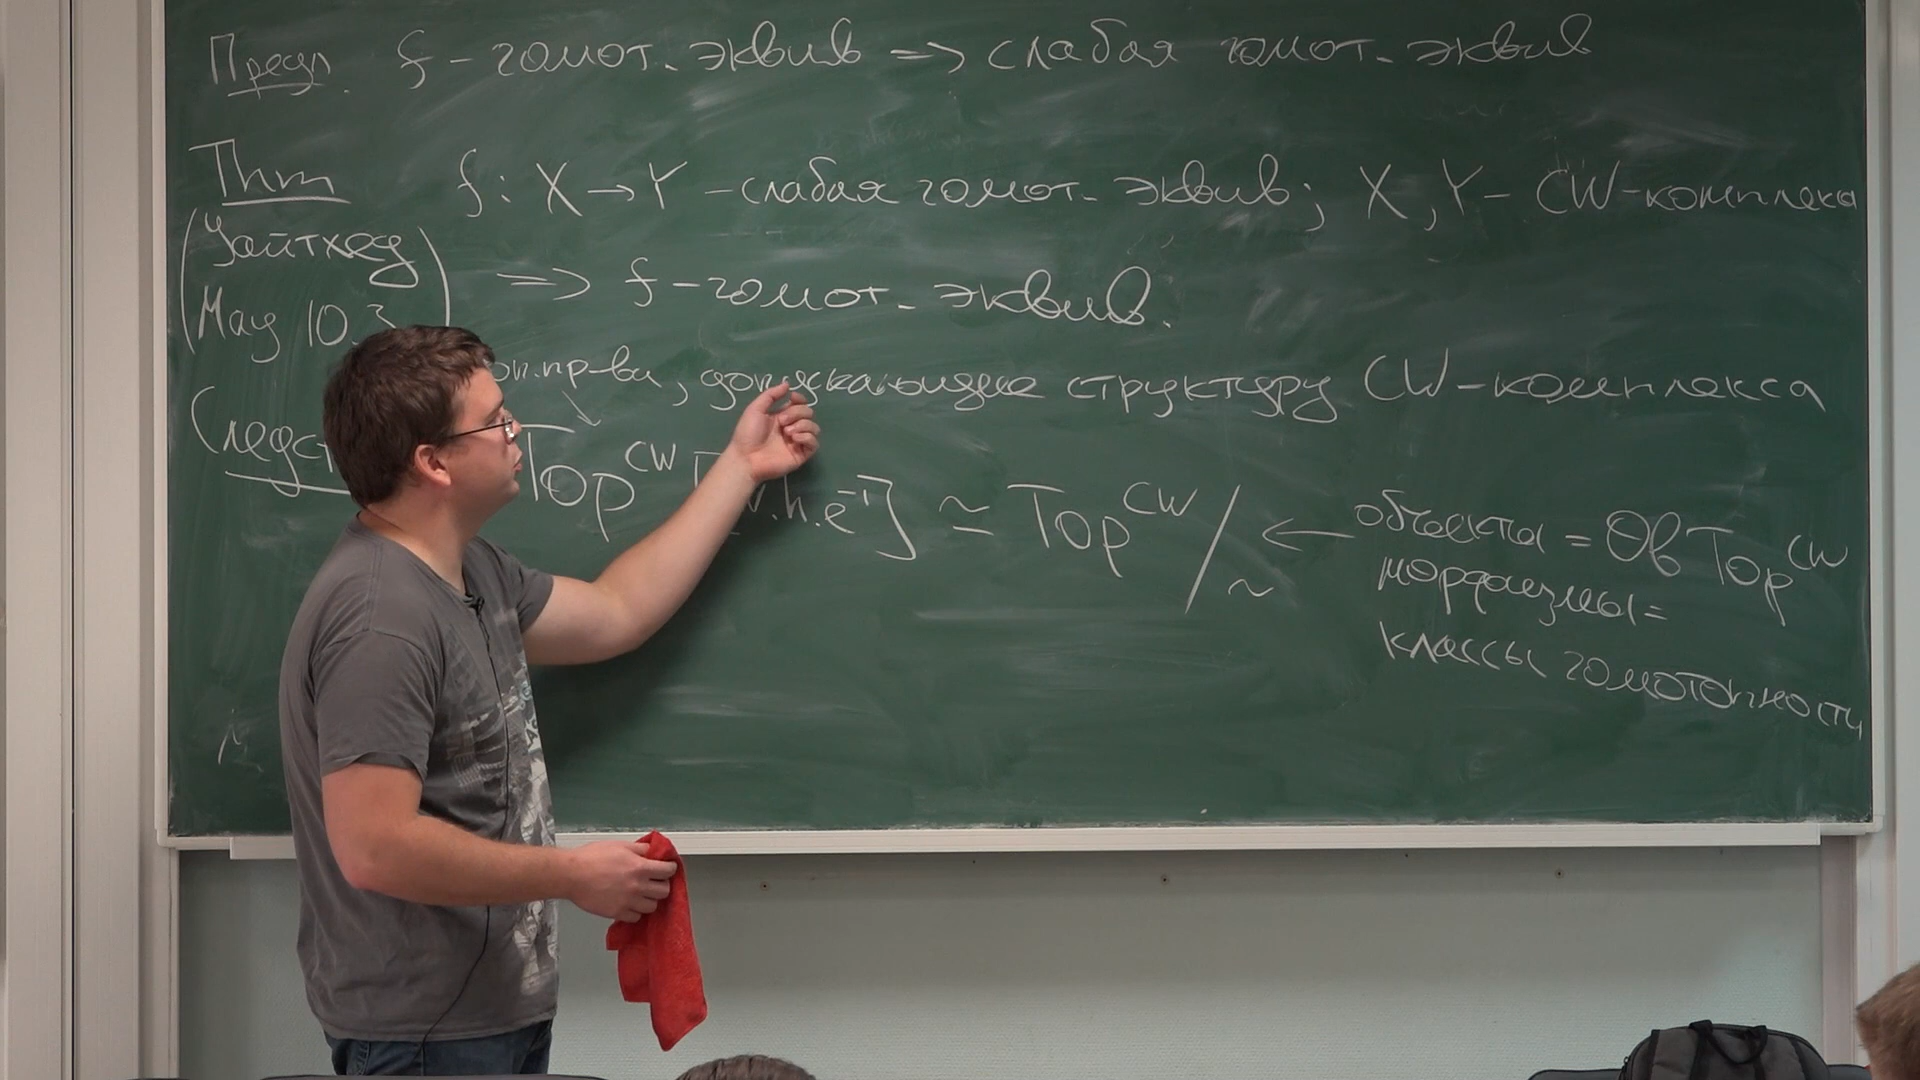 Предл. f - гомот. эквив => слабая гомот. эквив
Thm f: X → Y - слабая гомот. эквив; X, Y - CW-комплекса
(Уайтхед
May 10.3) => f - гомот. эквив.
пр-ва, допускающие структуру CW-комплекса
Следст Top^CW [w.h.e^-1] ≃ Top^CW / ~ ← объекты = Ob Top^CW
морфизмы =
классы гомотопности